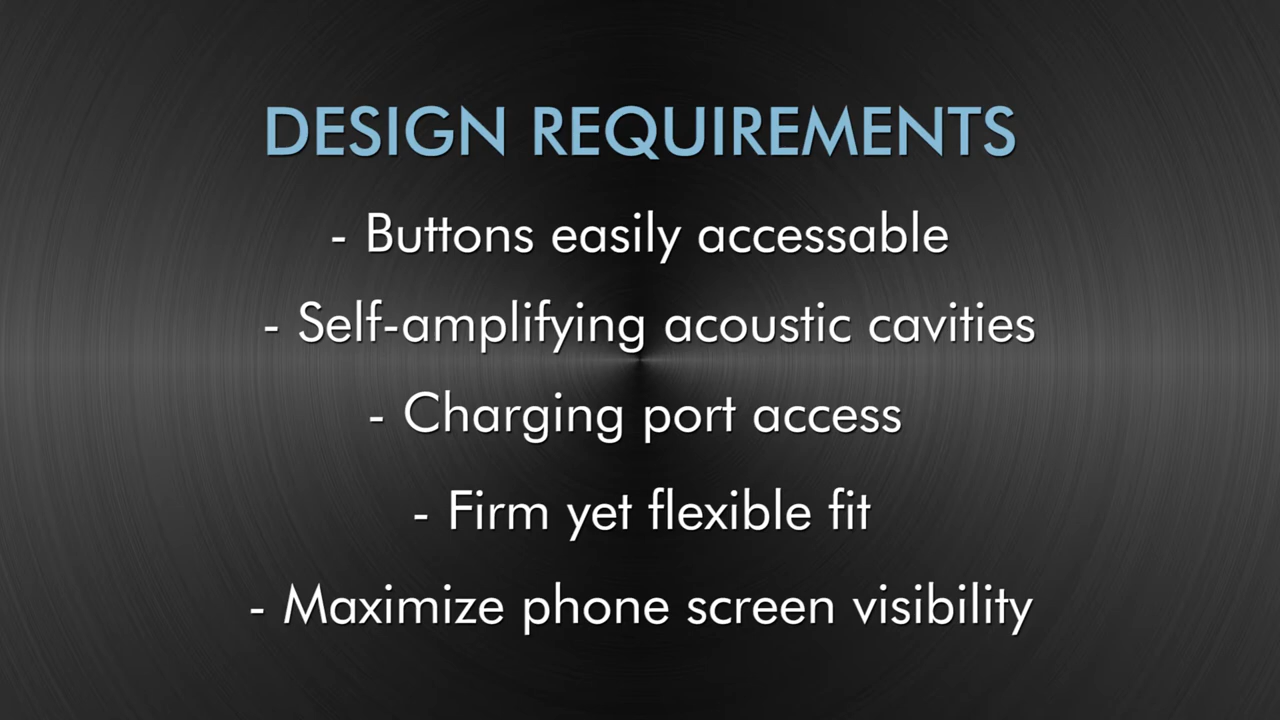 DESIGN REQUIREMENTS
- Buttons easily accessable
- Self-amplifying acoustic cavities
- Charging port access
- Firm yet flexible fit
- Maximize phone screen visibility